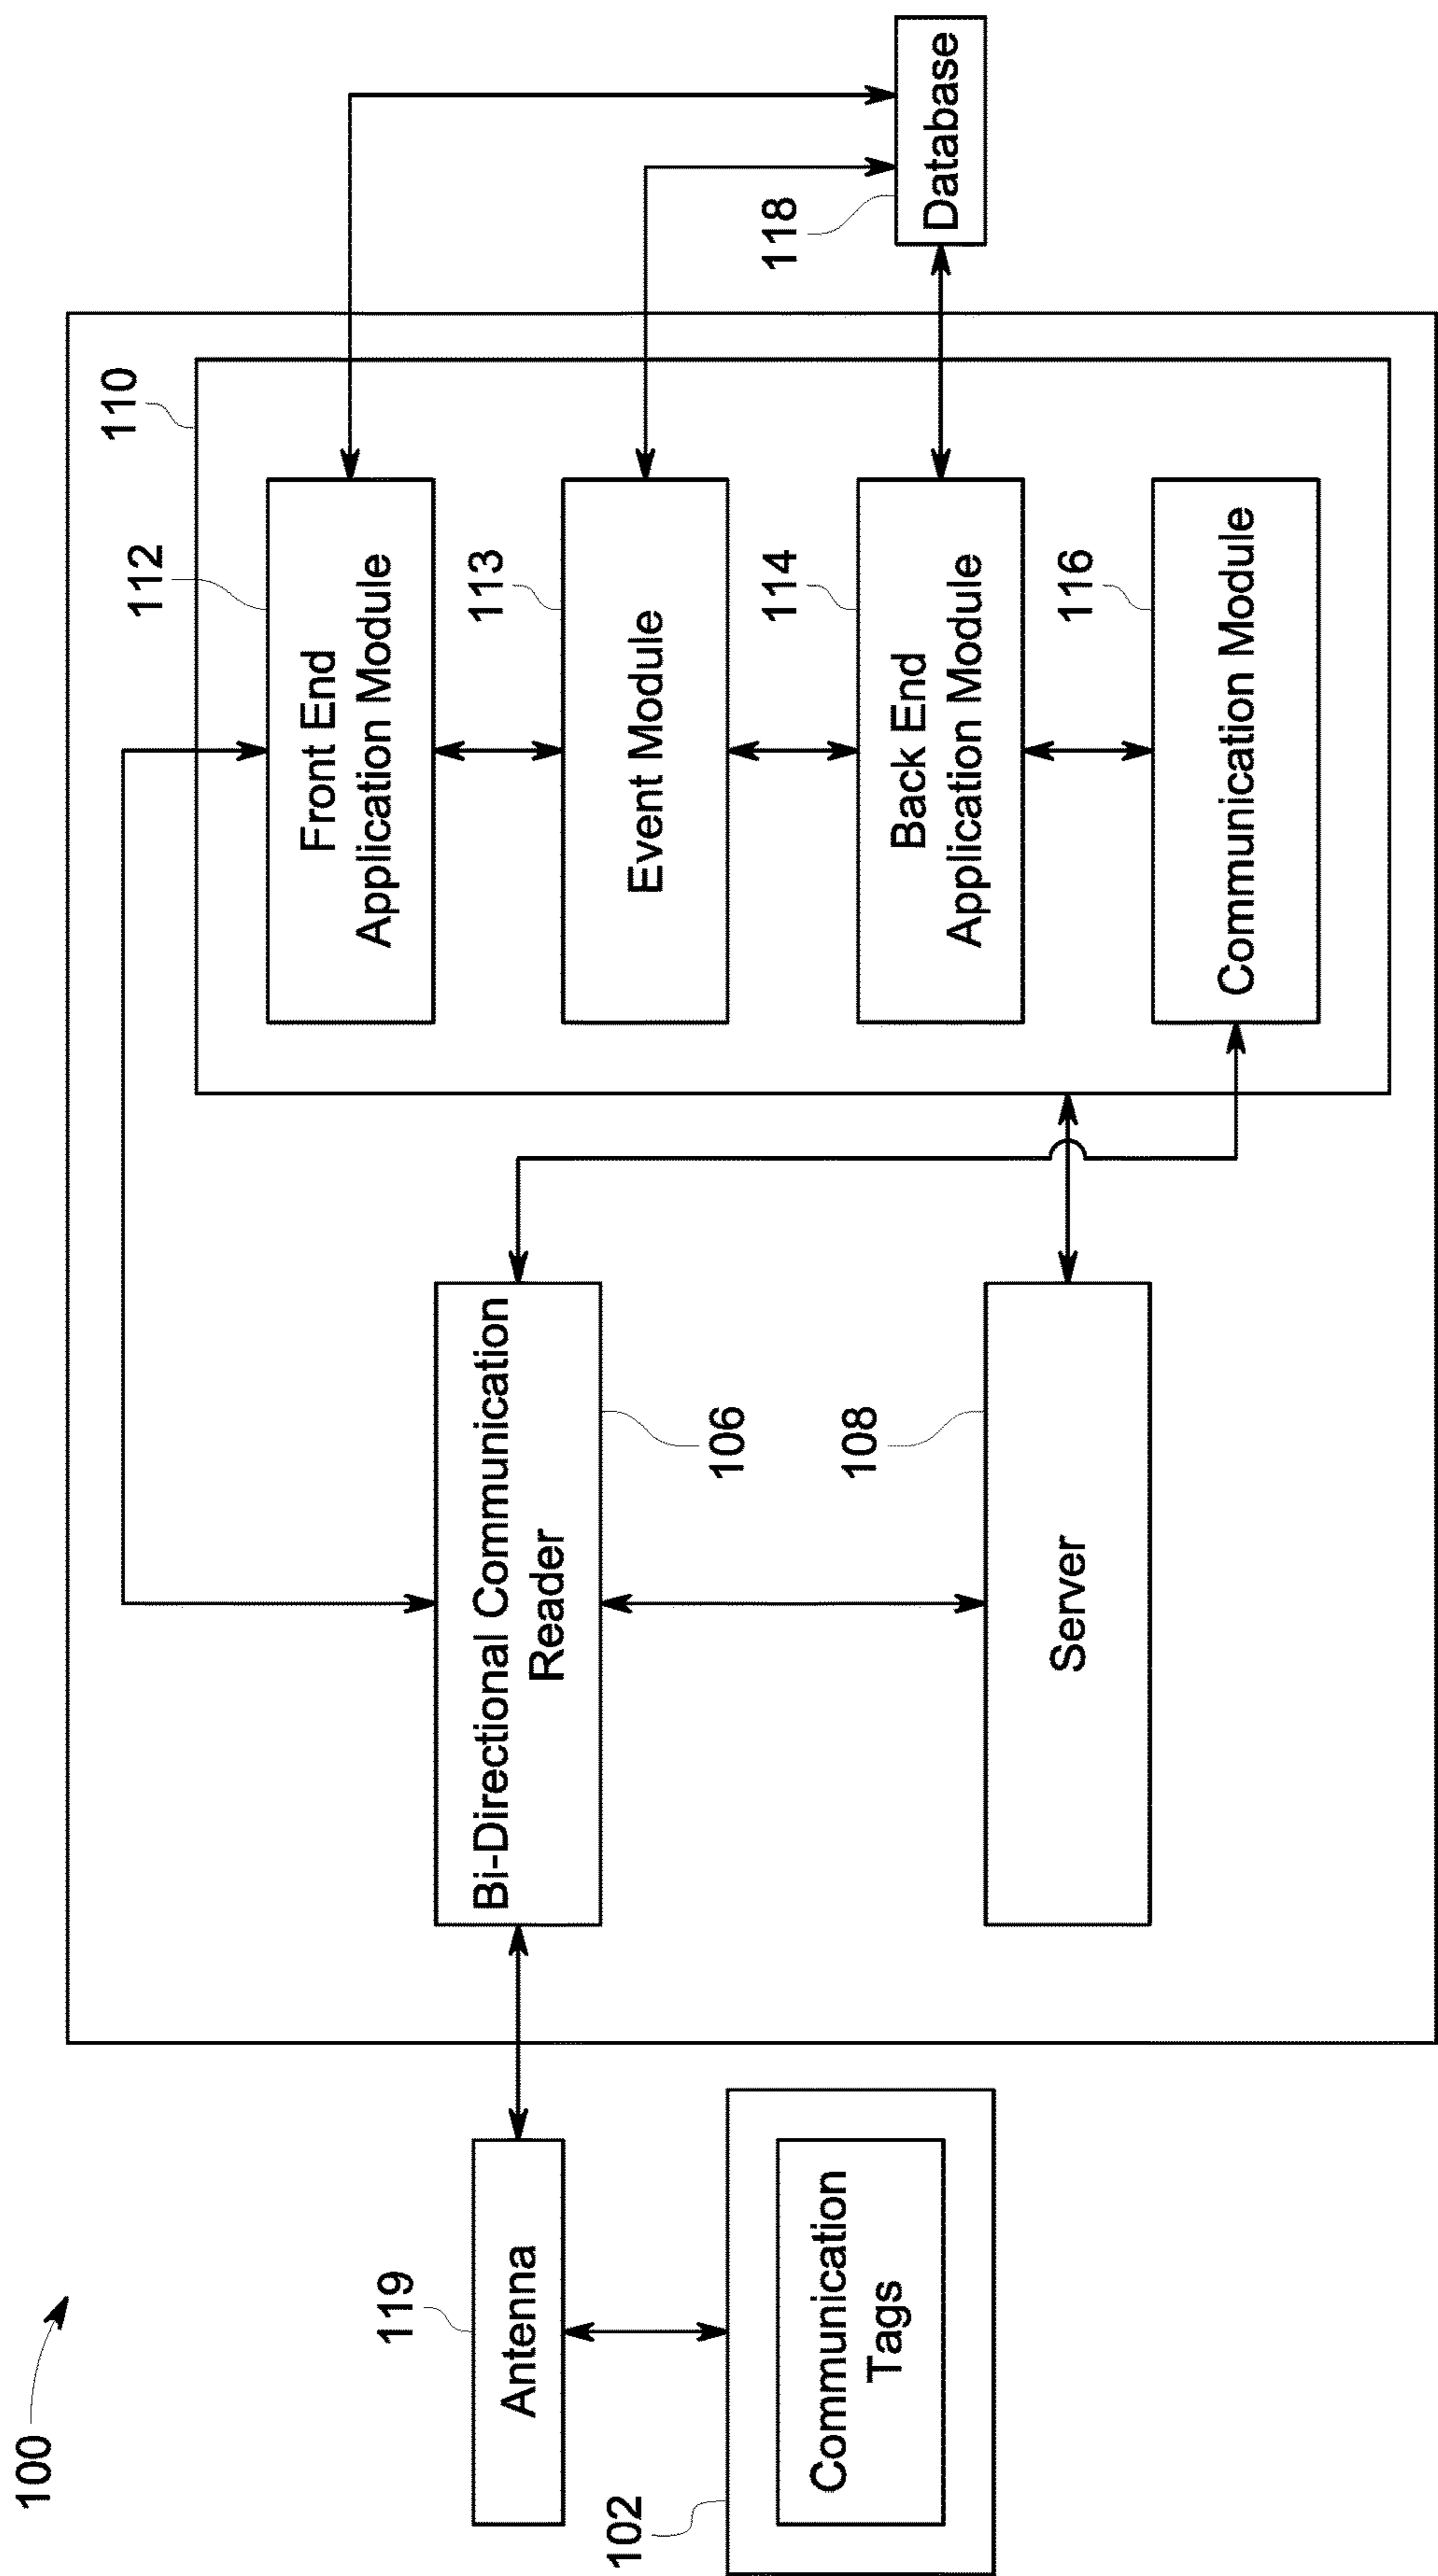 100
119
Antenna
102
Communication
Tags
Bi-Directional Communication
Reader
106
108
Server
110
112
Front End
Application Module
113
Event Module
114
Back End
Application Module
116
Communication Module
118
Database